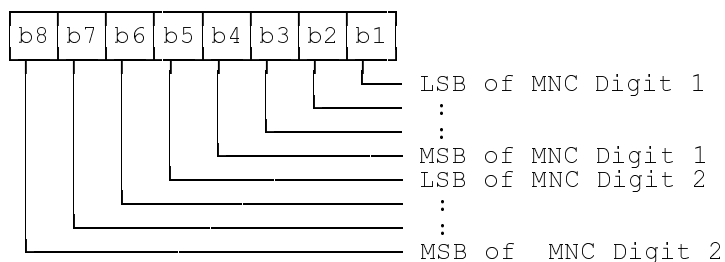 b8 b7 b6 b5 b4 b3 b2 b1
LSB of MNC Digit 1
:
:
MSB of MNC Digit 1
LSB of MNC Digit 2
:
:
MSB of  MNC Digit 2